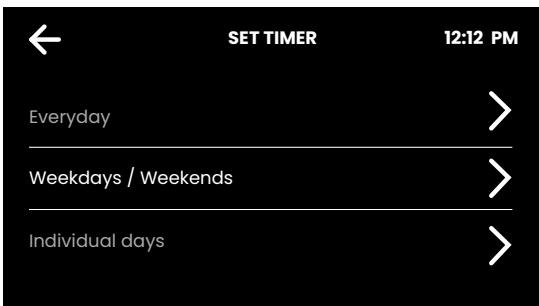 SET TIMER 12:12 PM
Everyday
Weekdays / Weekends
Individual days